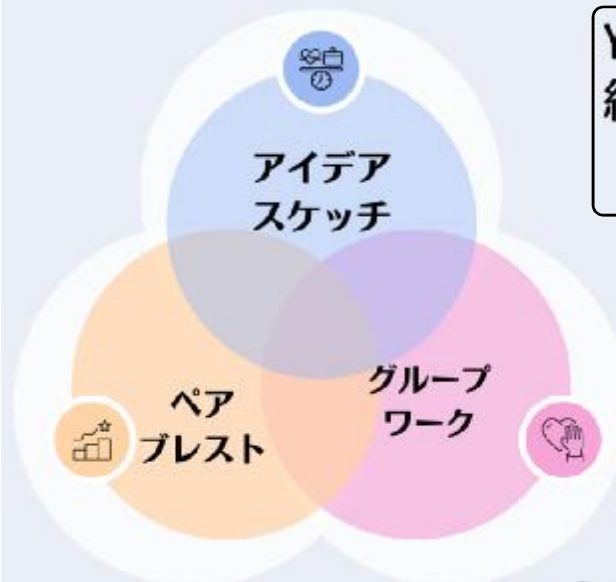 アイデア
スケッチ
ペア
ブレスト
グループ
ワーク